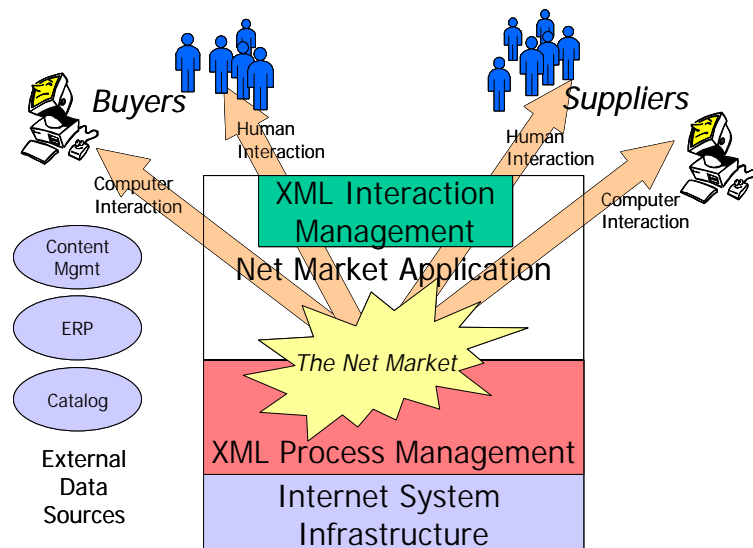 Buyers
Suppliers
Human
Interaction
Human
Interaction
Computer
Interaction
Computer
Interaction
XML Interaction
Management
Net Market Application
Content
Mgmt
ERP
Catalog
External
Data
Sources
The Net Market
XML Process Management
Internet System
Infrastructure